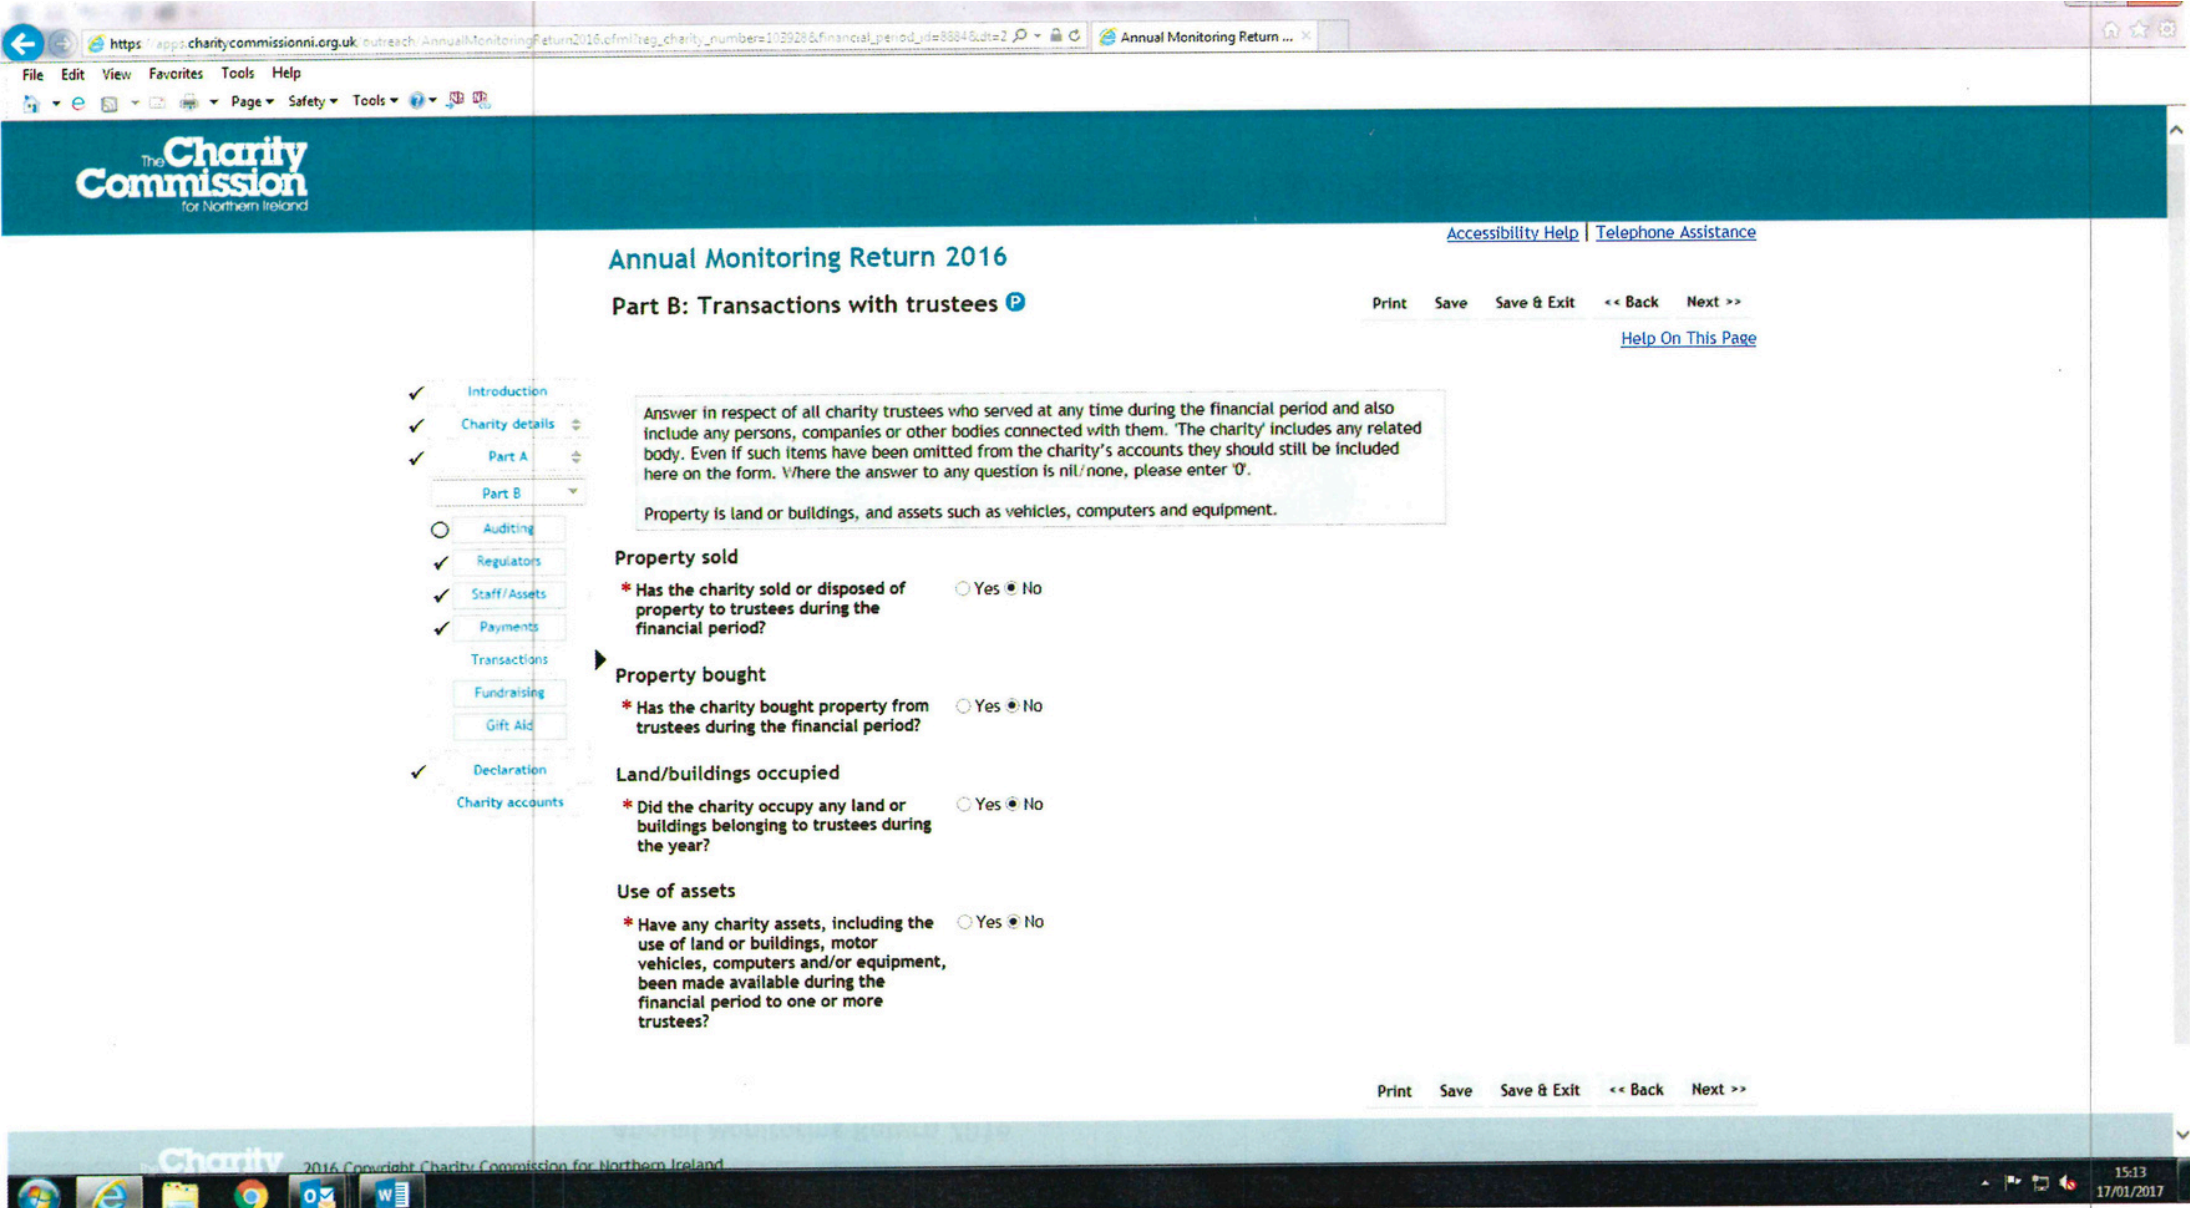 Annual Monitoring Return ...
File Edit View Favorites Tools Help
Page Safety Tools
The Charity
Commission
for Northern Ireland
Accessibility Help | Telephone Assistance
Annual Monitoring Return 2016
Part B: Transactions with trustees P
Print Save Save & Exit << Back Next >>
Help On This Page
Introduction
Charity details
Part A
Part B
Auditing
Regulators
Staff/Assets
Payments
Transactions
Fundraising
Gift Aid
Declaration
Charity accounts
Answer in respect of all charity trustees who served at any time during the financial period and also
include any persons, companies or other bodies connected with them. 'The charity' includes any related
body. Even if such items have been omitted from the charity's accounts they should still be included
here on the form. Where the answer to any question is nil/none, please enter '0'.
Property is land or buildings, and assets such as vehicles, computers and equipment.
Property sold
* Has the charity sold or disposed of Yes No
property to trustees during the
financial period?
Property bought
* Has the charity bought property from Yes No
trustees during the financial period?
Land/buildings occupied
* Did the charity occupy any land or Yes No
buildings belonging to trustees during
the year?
Use of assets
* Have any charity assets, including the Yes No
use of land or buildings, motor
vehicles, computers and/or equipment,
been made available during the
financial period to one or more
trustees?
Print Save Save & Exit << Back Next >>
Charity
2016 Copyright Charity Commission for Northern Ireland
15:13
17/01/2017